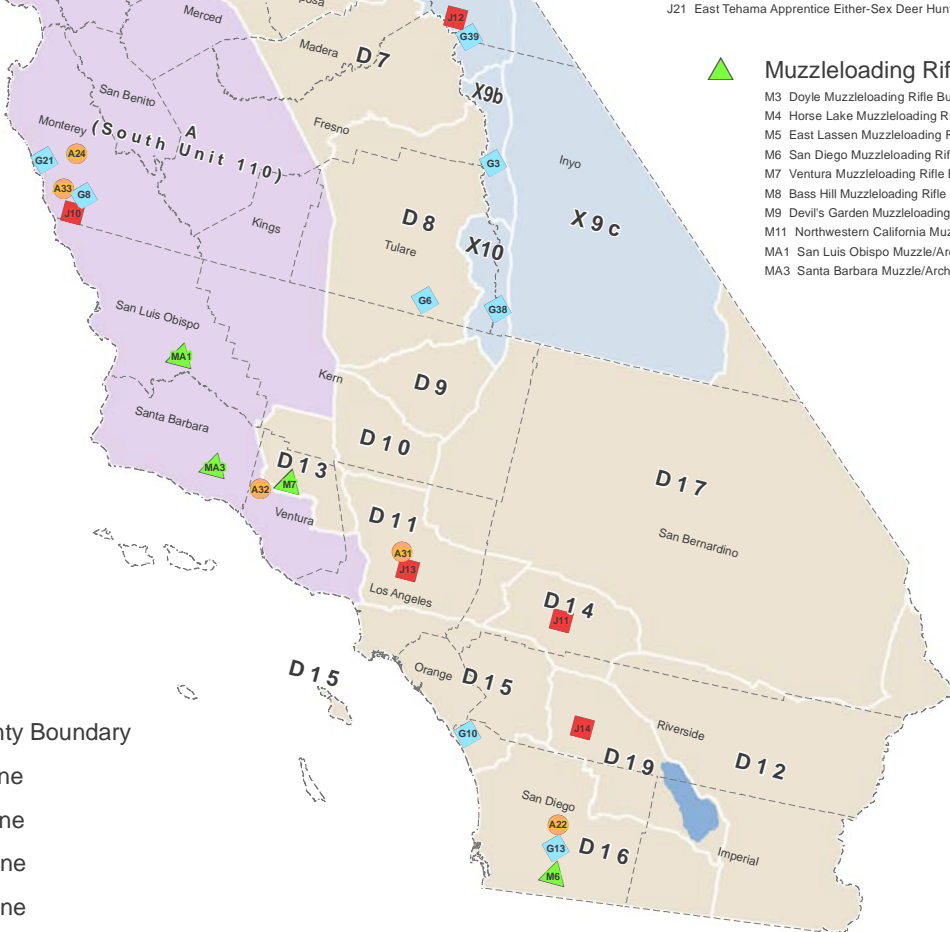 J21 East Tehama Apprentice Either-Sex Deer Hun
Muzzleloading Rif
M3 Doyle Muzzleloading Rifle Bu
M4 Horse Lake Muzzleloading R
M5 East Lassen Muzzleloading R
M6 San Diego Muzzleloading Rif
M7 Ventura Muzzleloading Rifle
M8 Bass Hill Muzzleloading Rifle
M9 Devil's Garden Muzzleloading
M11 Northwestern California Muz
MA1 San Luis Obispo Muzzle/Arc
MA3 Santa Barbara Muzzle/Arch
Merced
J12
G39
Madera
D7
X9b
San Benito
Monterey
A
(South Unit 110)
Fresno
G21
A24
G3
Inyo
A33
G8
J10
Kings
D8
Tulare
X10
X9c
G6
G38
San Luis Obispo
MA1
Kern
D9
Santa Barbara
MA3
D10
D13
A32
M7
Ventura
D17
San Bernardino
D11
A31
J13
Los Angeles
D14
J11
D15
Orange
D15
G10
J14
Riverside
D19
D12
San Diego
A22
G13
D16
M6
Imperial
nty Boundary
ne
ne
ne
ne